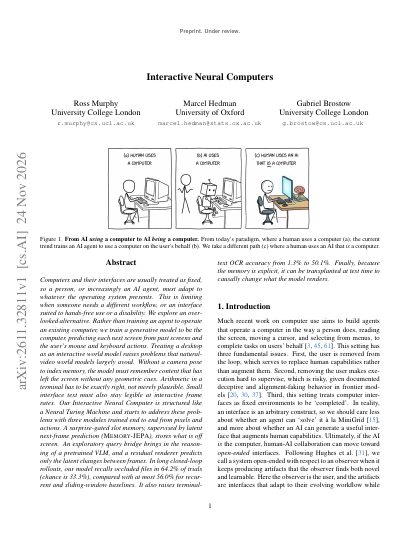 Preprint. Under review.
Interactive Neural Computers
Ross Murphy
University College London
r.murphy@cs.ucl.ac.uk
Marcel Hedman
University of Oxford
marcel.hedman@stats.ox.ac.uk
Gabriel Brostow
University College London
g.brostow@cs.ucl.ac.uk
arXiv:2611.32811v1 [cs.AI] 24 Nov 2026
(a) HUMAN USES
A COMPUTER
(b) AI USES
A COMPUTER
(c) HUMAN USES AN AI
THAT IS A COMPUTER
Figure 1. From AI using a computer to AI being a computer. From today's paradigm, where a human uses a computer (a); the current
trend trains an AI agent to use a computer on the user's behalf (b). We take a different path (c) where a human uses an AI that is a computer.
Abstract
Computers and their interfaces are usually treated as fixed,
so a person, or increasingly an AI agent, must adapt to
whatever the operating system presents. This is limiting
when someone needs a different workflow, or an interface
suited to hands-free use or a disability. We explore an over-
looked alternative. Rather than training an agent to operate
an existing computer, we train a generative model to be the
computer, predicting each next screen from past screens and
the user's mouse and keyboard actions. Treating a desktop
as an interactive world model raises problems that natural-
video world models largely avoid. Without a camera pose
to index memory, the model must remember content that has
left the screen without any geometric cues. Arithmetic in a
terminal has to be exactly right, not merely plausible. Small
interface text must also stay legible at interactive frame
rates. Our Interactive Neural Computer is structured like
a Neural Turing Machine and starts to address these prob-
lems with three modules trained end to end from pixels and
actions. A surprise-gated slot memory, supervised by latent
next-frame prediction (MEMORY-JEPA), stores what is off
screen. An exploratory query bridge brings in the reasoning
of a pretrained VLM, and a residual renderer predicts
only the latent changes between frames. In long closed-loop
rollouts, our model recalls occluded files in 64.2% of trials
(chance is 33.3%), compared with at most 56.0% for recur-
rent and sliding-window baselines. It also raises terminal-
text OCR accuracy from 1.3% to 50.1%. Finally, because
the memory is explicit, it can be transplanted at test time to
causally change what the model renders.
1. Introduction
Much recent work on computer use aims to build agents
that operate a computer in the way a person does, reading
the screen, moving a cursor, and selecting from menus, to
complete tasks on users' behalf [3, 45, 61]. This setting has
three fundamental issues. First, the user is removed from
the loop, which serves to replace human capabilities rather
than augment them. Second, removing the user makes exe-
cution hard to supervise, which is risky, given documented
deceptive and alignment-faking behavior in frontier mod-
els [20, 30, 37]. Third, this setting treats computer inter-
faces as fixed environments to be 'completed'. In reality,
an interface is an arbitrary construct, so we should care less
about whether an agent can 'solve' it à la MiniGrid [15],
and more about whether an AI can generate a useful inter-
face that augments human capabilities. Ultimately, if the AI
is the computer, human-AI collaboration can move toward
open-ended interfaces. Following Hughes et al. [31], we
call a system open-ended with respect to an observer when it
keeps producing artifacts that the observer finds both novel
and learnable. Here the observer is the user, and the artifacts
are interfaces that adapt to their evolving workflow while
1